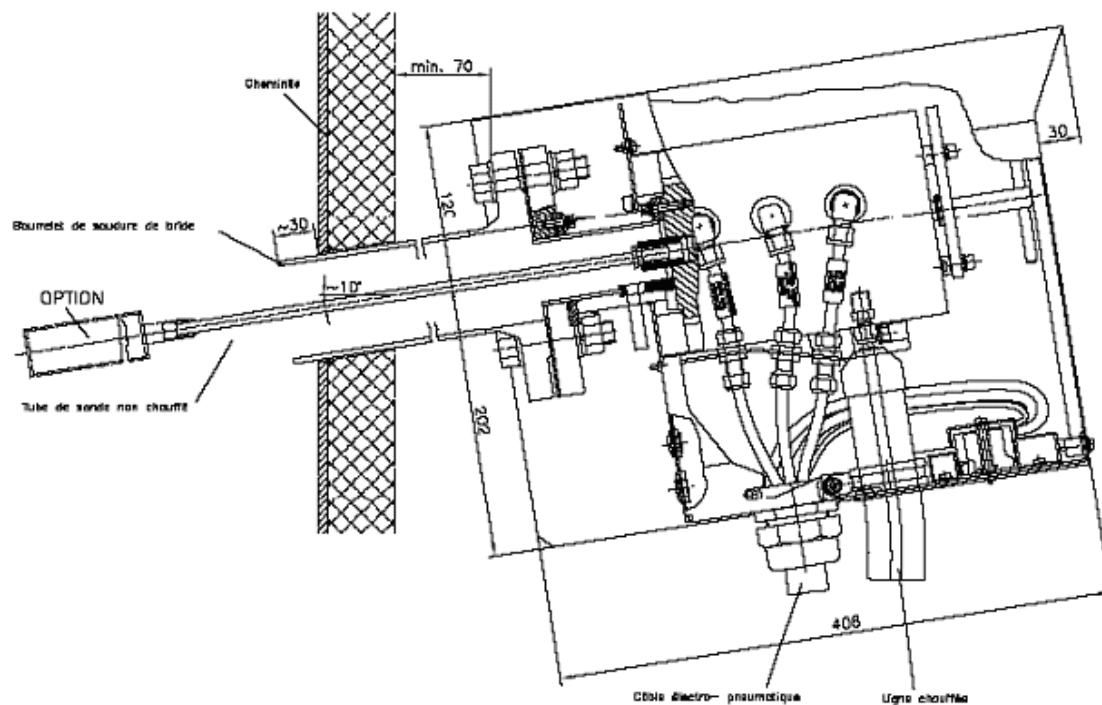 min. 70
Cheminée
30
120
Bourrelet de soudure de bride
~30
~10°
OPTION
Tube de sonde non chauffé
202
408
Câble électro- pneumatique
Ligne chauffée